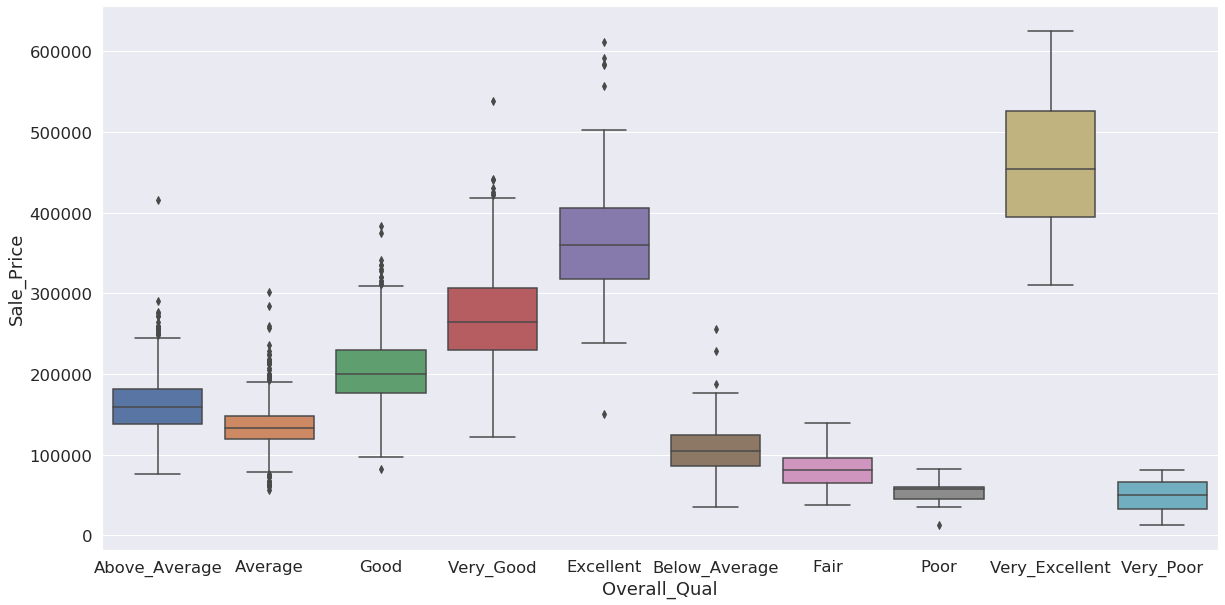 600000
500000
400000
300000
200000
100000
0
Sale_Price
Above_Average Average Good Very_Good Excellent Below_Average Fair Poor Very_Excellent Very_Poor
Overall_Qual